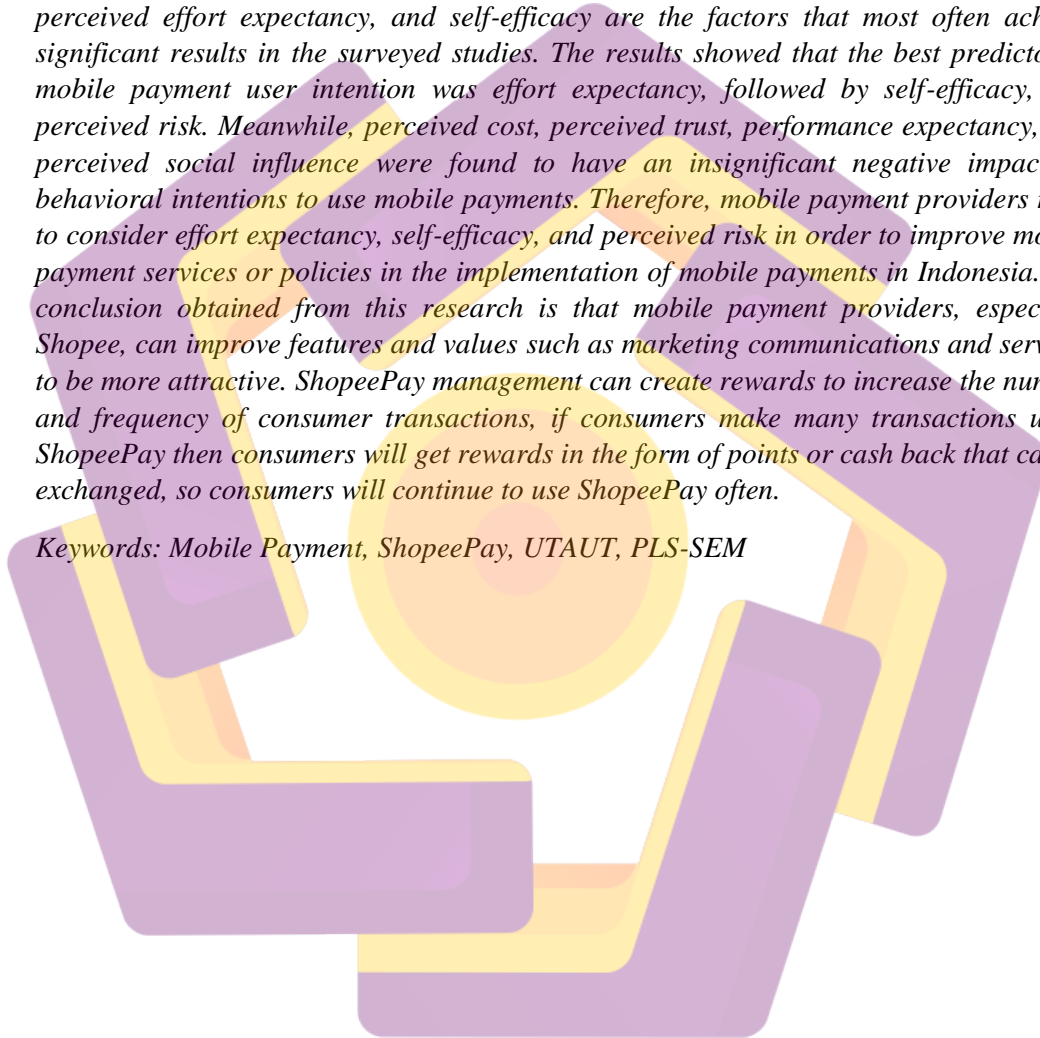 perceived effort expectancy, and self-efficacy are the factors that most often ach
significant results in the surveyed studies. The results showed that the best predicto
mobile payment user intention was effort expectancy, followed by self-efficacy,
perceived risk. Meanwhile, perceived cost, perceived trust, performance expectancy,
perceived social influence were found to have an insignificant negative impac
behavioral intentions to use mobile payments. Therefore, mobile payment providers
to consider effort expectancy, self-efficacy, and perceived risk in order to improve mo
payment services or policies in the implementation of mobile payments in Indonesia.
conclusion obtained from this research is that mobile payment providers, espec
Shopee, can improve features and values such as marketing communications and serv
to be more attractive. ShopeePay management can create rewards to increase the num
and frequency of consumer transactions, if consumers make many transactions u
ShopeePay then consumers will get rewards in the form of points or cash back that ca
exchanged, so consumers will continue to use ShopeePay often.
Keywords: Mobile Payment, ShopeePay, UTAUT, PLS-SEM